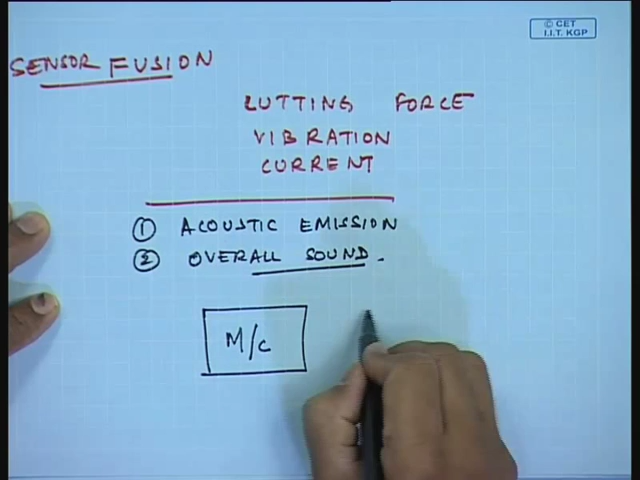 © CET
I.I.T. KGP
SENSOR FUSION
CUTTING FORCE
VIBRATION
CURRENT
① ACOUSTIC EMISSION
② OVERALL SOUND.
M/C